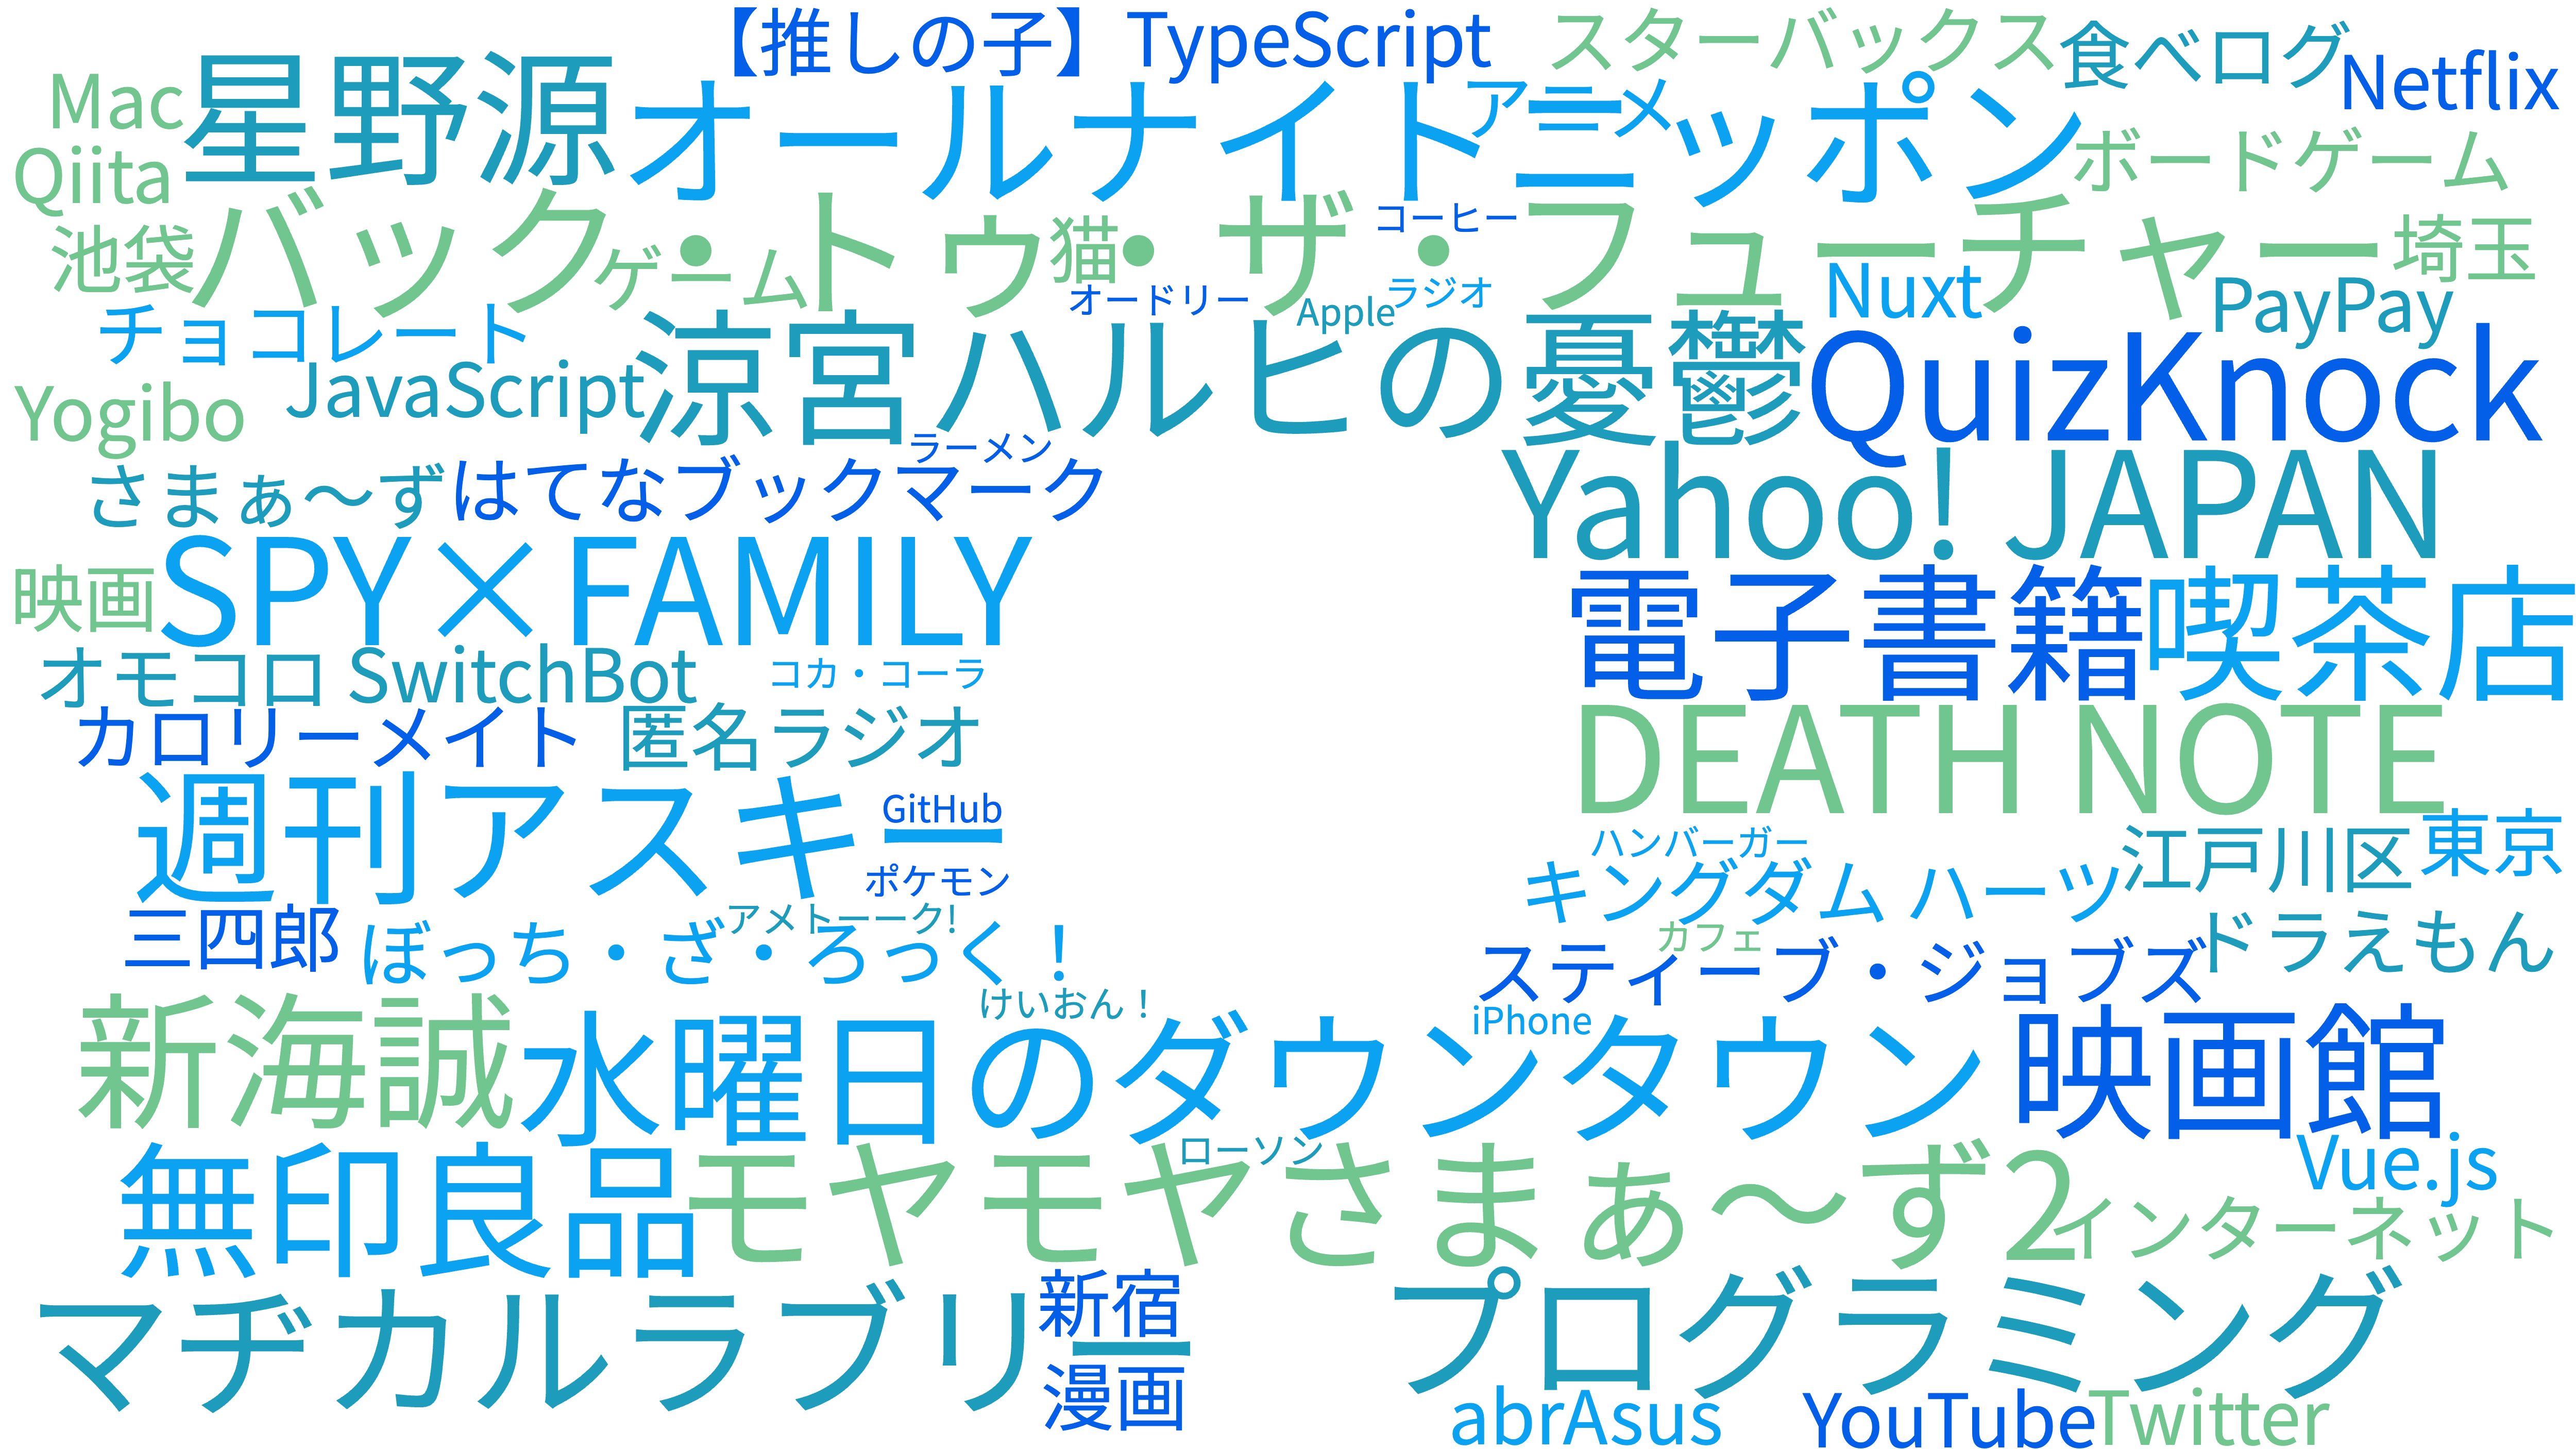 【推しの子】
TypeScript
スターバックス
食べログ
Netflix
Mac
星野源
オールナイトニッポン
アニメ
Qiita
ボードゲーム
池袋
バック・トゥ・ザ・フューチャー
ゲーム
猫
コーヒー
埼玉
オードリー
Apple
ラジオ
Nuxt
PayPay
チョコレート
JavaScript
涼宮ハルヒの憂鬱
QuizKnock
Yogibo
ラーメン
さまぁ〜ず
はてなブックマーク
Yahoo! JAPAN
映画
SPY×FAMILY
電子書籍
喫茶店
オモコロ
SwitchBot
コカ・コーラ
カロリーメイト
匿名ラジオ
DEATH NOTE
週刊アスキー
GitHub
ポケモン
ハンバーガー
キングダム ハーツ
江戸川区
東京
三四郎
アメトーーク!
ぼっち・ざ・ろっく！
カフェ
スティーブ・ジョブズ
ドラえもん
けいおん！
iPhone
新海誠
水曜日のダウンタウン
映画館
ローソン
Vue.js
無印良品
モヤモヤさまぁ〜ず2
インターネット
マヂカルラブリー
新宿
プログラミング
漫画
abrAsus
YouTube
Twitter